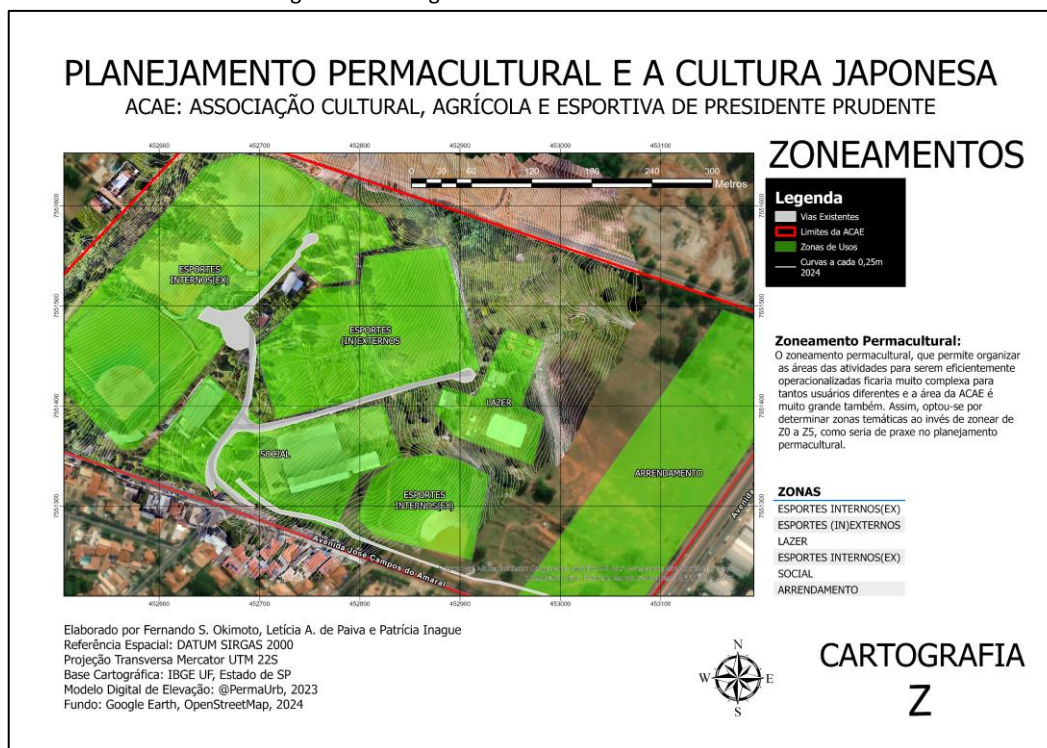 PLANEJAMENTO PERMACULTURAL E A CULTURA JAPONESA
ACAE: ASSOCIAÇÃO CULTURAL, AGRÍCOLA E ESPORTIVA DE PRESIDENTE PRUDENTE
452600 452700 452800 452900 453000 453100
0 30 60 120 180 240 300
Metros
7551600
7551500
7551400
7551300
ESPORTES
INTERNOS(EX)
ESPORTES
(IN)EXTERNOS
LAZER
SOCIAL
ESPORTES
INTERNOS(EX)
ARRENDAMENTO
Avenida José Campos do Amaral
Avenida
7551600
7551500
7551400
7551300
452600 452700 452800 452900 453000 453100
ZONEAMENTOS
Legenda
Vias Existentes
Limites da ACAE
Zonas de Usos
Curvas a cada 0,25m
2024
Zoneamento Permacultural:
O zoneamento permacultural, que permite organizar
as áreas das atividades para serem eficientemente
operacionalizadas ficaria muito complexa para
tantos usuários diferentes e a área da ACAE é
muito grande também. Assim, optou-se por
determinar zonas temáticas ao invés de zonear de
Z0 a Z5, como seria de praxe no planejamento
permacultural.
ZONAS
ESPORTES INTERNOS(EX)
ESPORTES (IN)EXTERNOS
LAZER
ESPORTES INTERNOS(EX)
SOCIAL
ARRENDAMENTO
Elaborado por Fernando S. Okimoto, Letícia A. de Paiva e Patrícia Inague
Referência Espacial: DATUM SIRGAS 2000
Projeção Transversa Mercator UTM 22S
Base Cartográfica: IBGE UF, Estado de SP
Modelo Digital de Elevação: @PermaUrb, 2023
Fundo: Google Earth, OpenStreetMap, 2024
N
W E
S
CARTOGRAFIA
Z